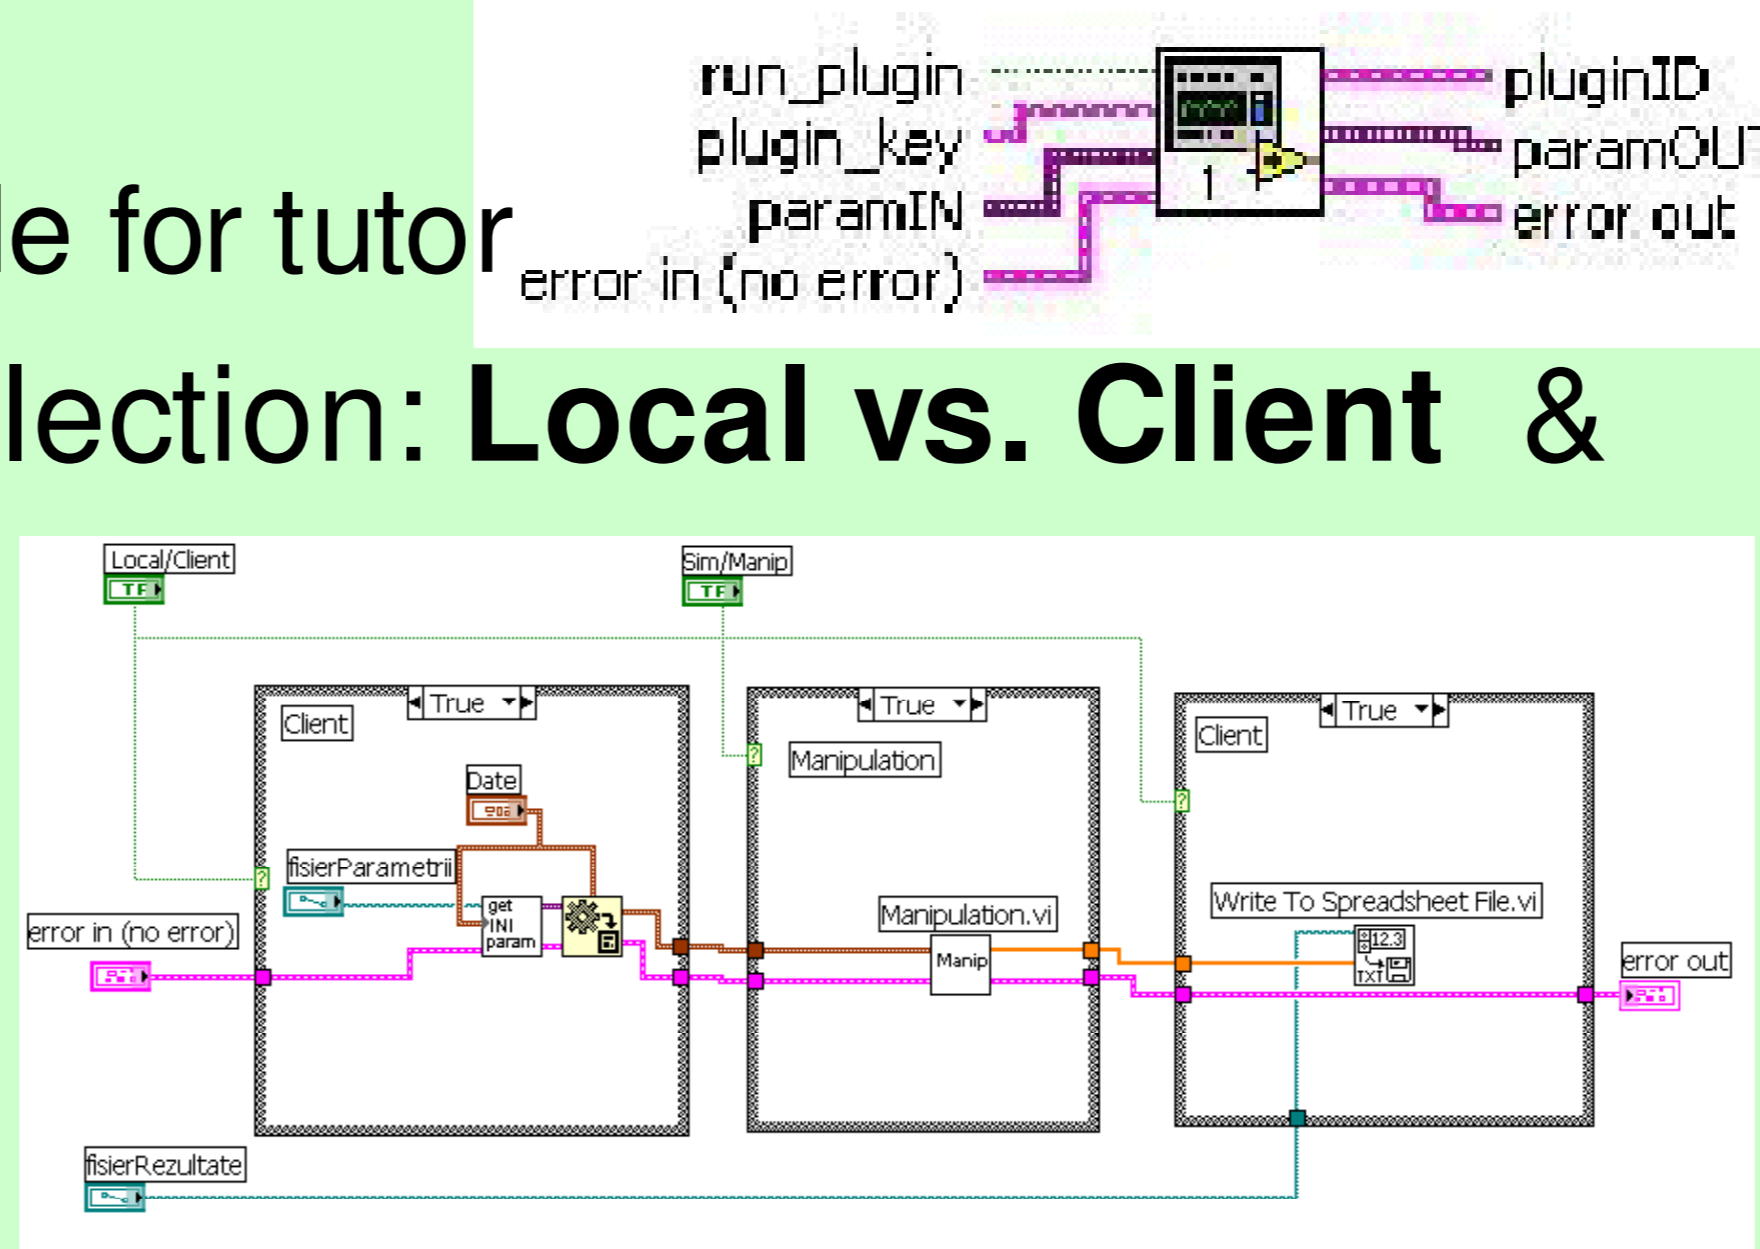 run_plugin
plugin_key
paramIN
error in (no error)
1
pluginID
paramOUT
error out
le for tutor
lection: Local vs. Client &
Local/Client
TF
Sim/Manip
TF
True
Client
Date
fisierParametrii
get
INI
param
error in (no error)
True
Manipulation
Manipulation.vi
Manip
True
Client
Write To Spreadsheet File.vi
12.3
TXT
error out
fisierRezultate